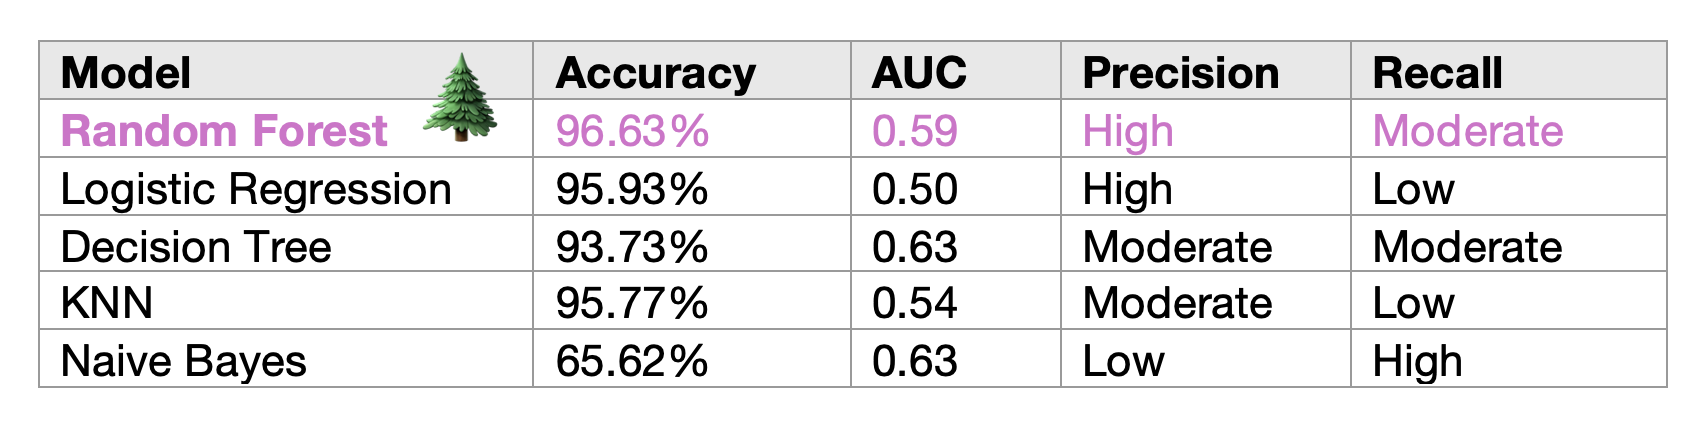 Model Accuracy AUC Precision Recall
Random Forest 96.63% 0.59 High Moderate
Logistic Regression 95.93% 0.50 High Low
Decision Tree 93.73% 0.63 Moderate Moderate
KNN 95.77% 0.54 Moderate Low
Naive Bayes 65.62% 0.63 Low High